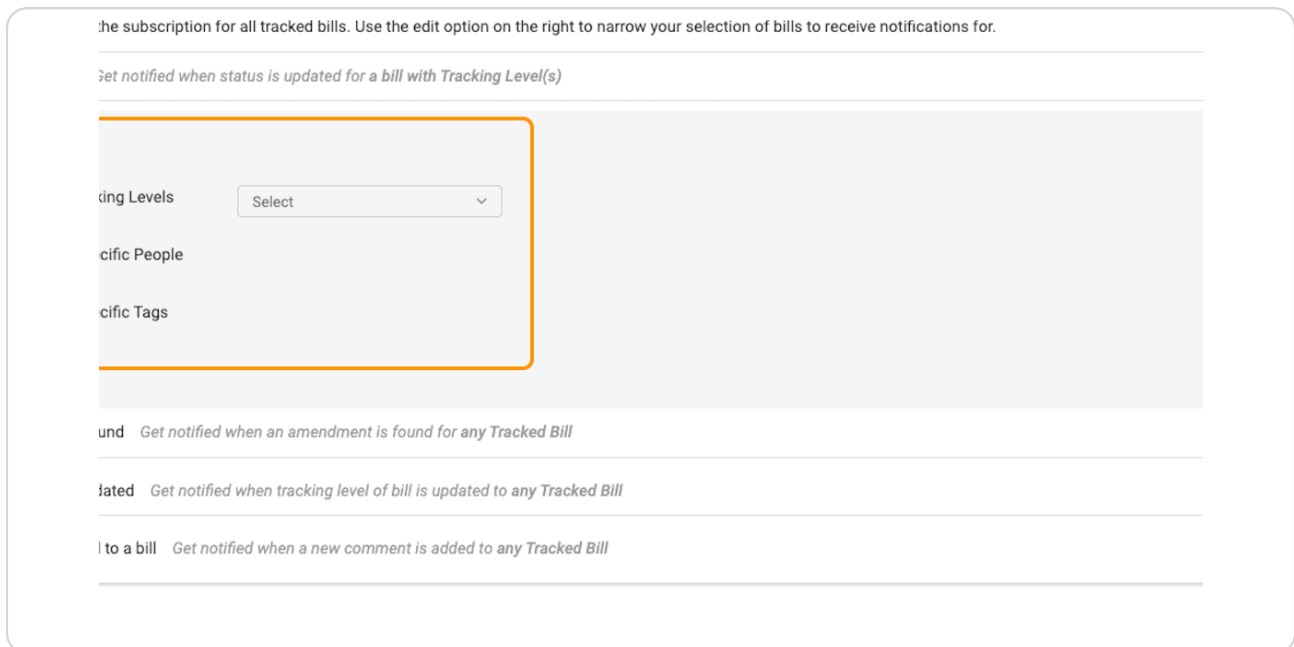 the subscription for all tracked bills. Use the edit option on the right to narrow your selection of bills to receive notifications for.
Get notified when status is updated for a bill with Tracking Level(s)
king Levels Select
cific People
cific Tags
und Get notified when an amendment is found for any Tracked Bill
dated Get notified when tracking level of bill is updated to any Tracked Bill
to a bill Get notified when a new comment is added to any Tracked Bill